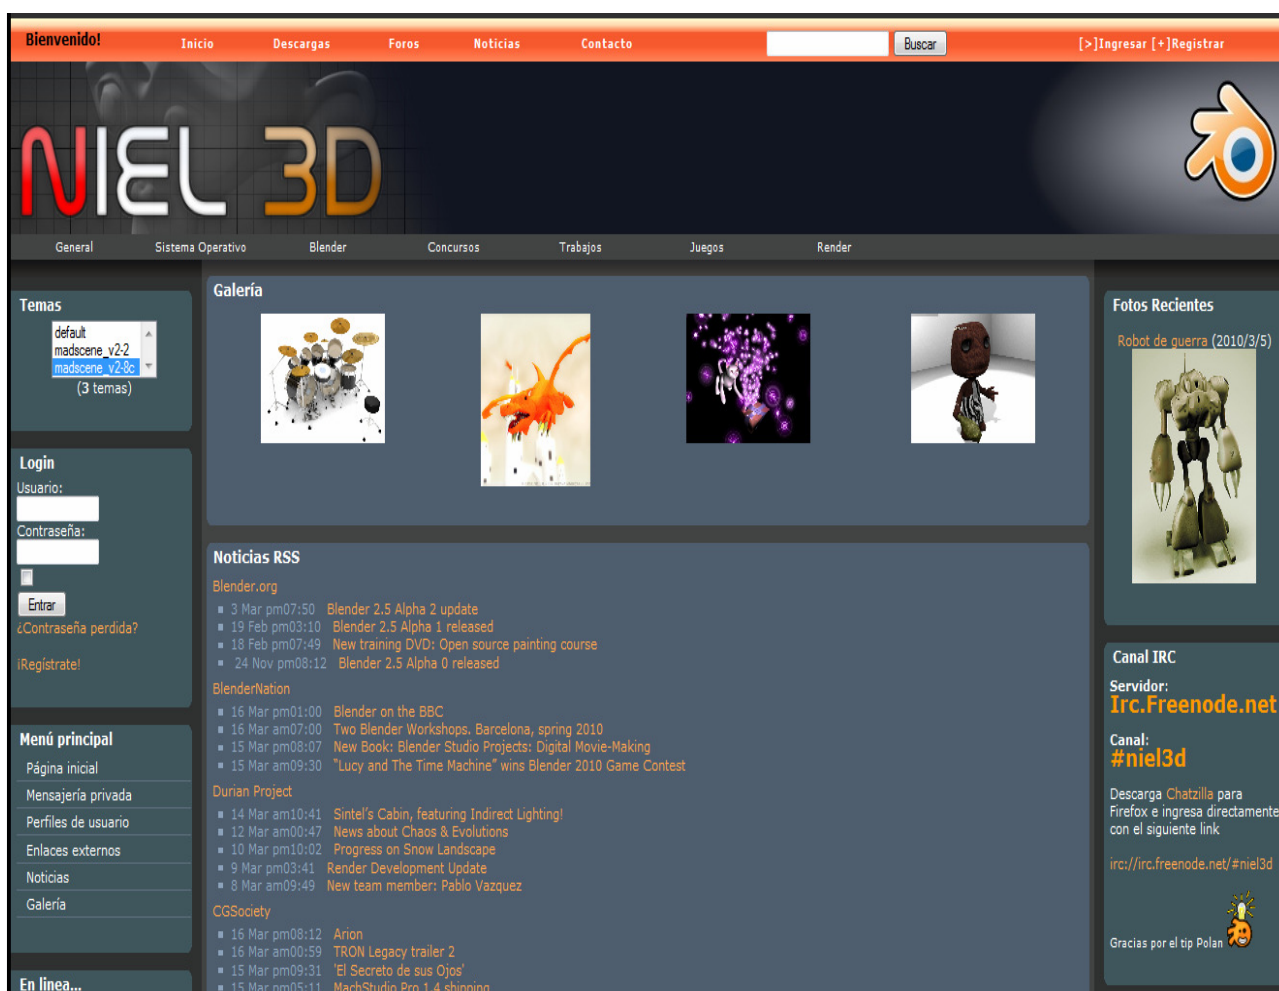 Bienvenido!
Inicio Descargas Foros Noticias Contacto
Buscar
[>]Ingresar [+]Registrar
NIEL 3D
General Sistema Operativo Blender Concursos Trabajos Juegos Render
Temas
default
madscene_v2-2
madscene_v2-8c
(3 temas)
Login
Usuario:
Contraseña:
Entrar
¿Contraseña perdida?
¡Regístrate!
Menú principal
Página inicial
Mensajería privada
Perfiles de usuario
Enlaces externos
Noticias
Galería
En linea...
Galería
Noticias RSS
Blender.org
3 Mar pm07:50 Blender 2.5 Alpha 2 update
19 Feb pm03:10 Blender 2.5 Alpha 1 released
18 Feb pm07:49 New training DVD: Open source painting course
24 Nov pm08:12 Blender 2.5 Alpha 0 released
BlenderNation
16 Mar pm01:00 Blender on the BBC
16 Mar am07:00 Two Blender Workshops. Barcelona, spring 2010
15 Mar pm08:07 New Book: Blender Studio Projects: Digital Movie-Making
15 Mar am09:30 “Lucy and The Time Machine” wins Blender 2010 Game Contest
Durian Project
14 Mar am10:41 Sintel's Cabin, featuring Indirect Lighting!
12 Mar am00:47 News about Chaos & Evolutions
10 Mar pm10:02 Progress on Snow Landscape
9 Mar pm03:41 Render Development Update
8 Mar am09:49 New team member: Pablo Vazquez
CGSociety
16 Mar pm08:12 Arion
16 Mar am00:59 TRON Legacy trailer 2
15 Mar pm09:31 'El Secreto de sus Ojos'
15 Mar pm05:11 MachStudio Pro 1.4 shipping
Fotos Recientes
Robot de guerra (2010/3/5)
Canal IRC
Servidor:
Irc.Freenode.net
Canal:
#niel3d
Descarga Chatzilla para
Firefox e ingresa directamente
con el siguiente link
irc://irc.freenode.net/#niel3d
Gracias por el tip Polan